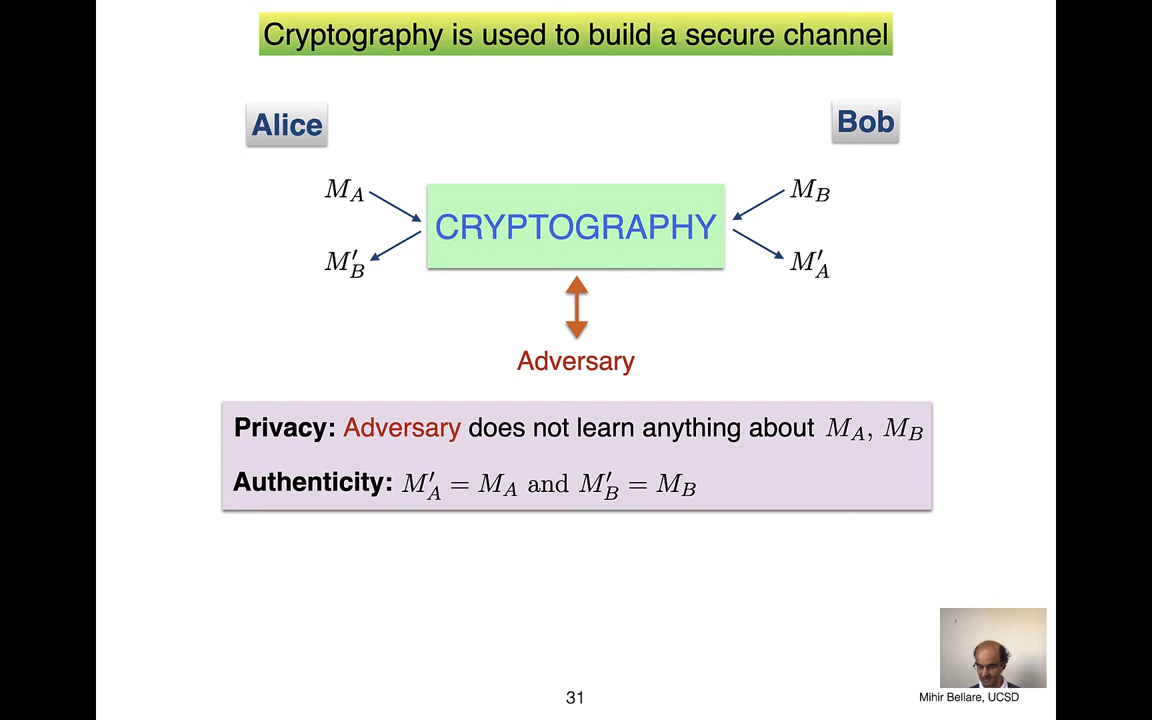 Cryptography is used to build a secure channel
Alice
Bob
M_A
M_B
CRYPTOGRAPHY
M'_B
M'_A
Adversary
Privacy: Adversary does not learn anything about M_A, M_B
Authenticity: M'_A = M_A and M'_B = M_B
31
Mihir Bellare, UCSD